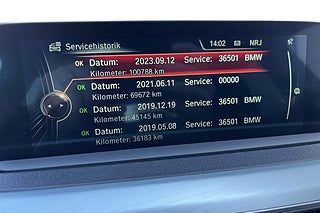 Servicehistorik 14:02 NRJ
OK Datum: 2023.09.12 Service: 36501 BMW
Kilometer: 100788 km
OK Datum: 2021.06.11 Service: 00000
Kilometer: 69672 km
OK Datum: 2019.12.19 Service: 36501 BMW
Kilometer: 45145 km
OK Datum: 2019.05.08 Service: 36501 BMW
Kilometer: 36183 km